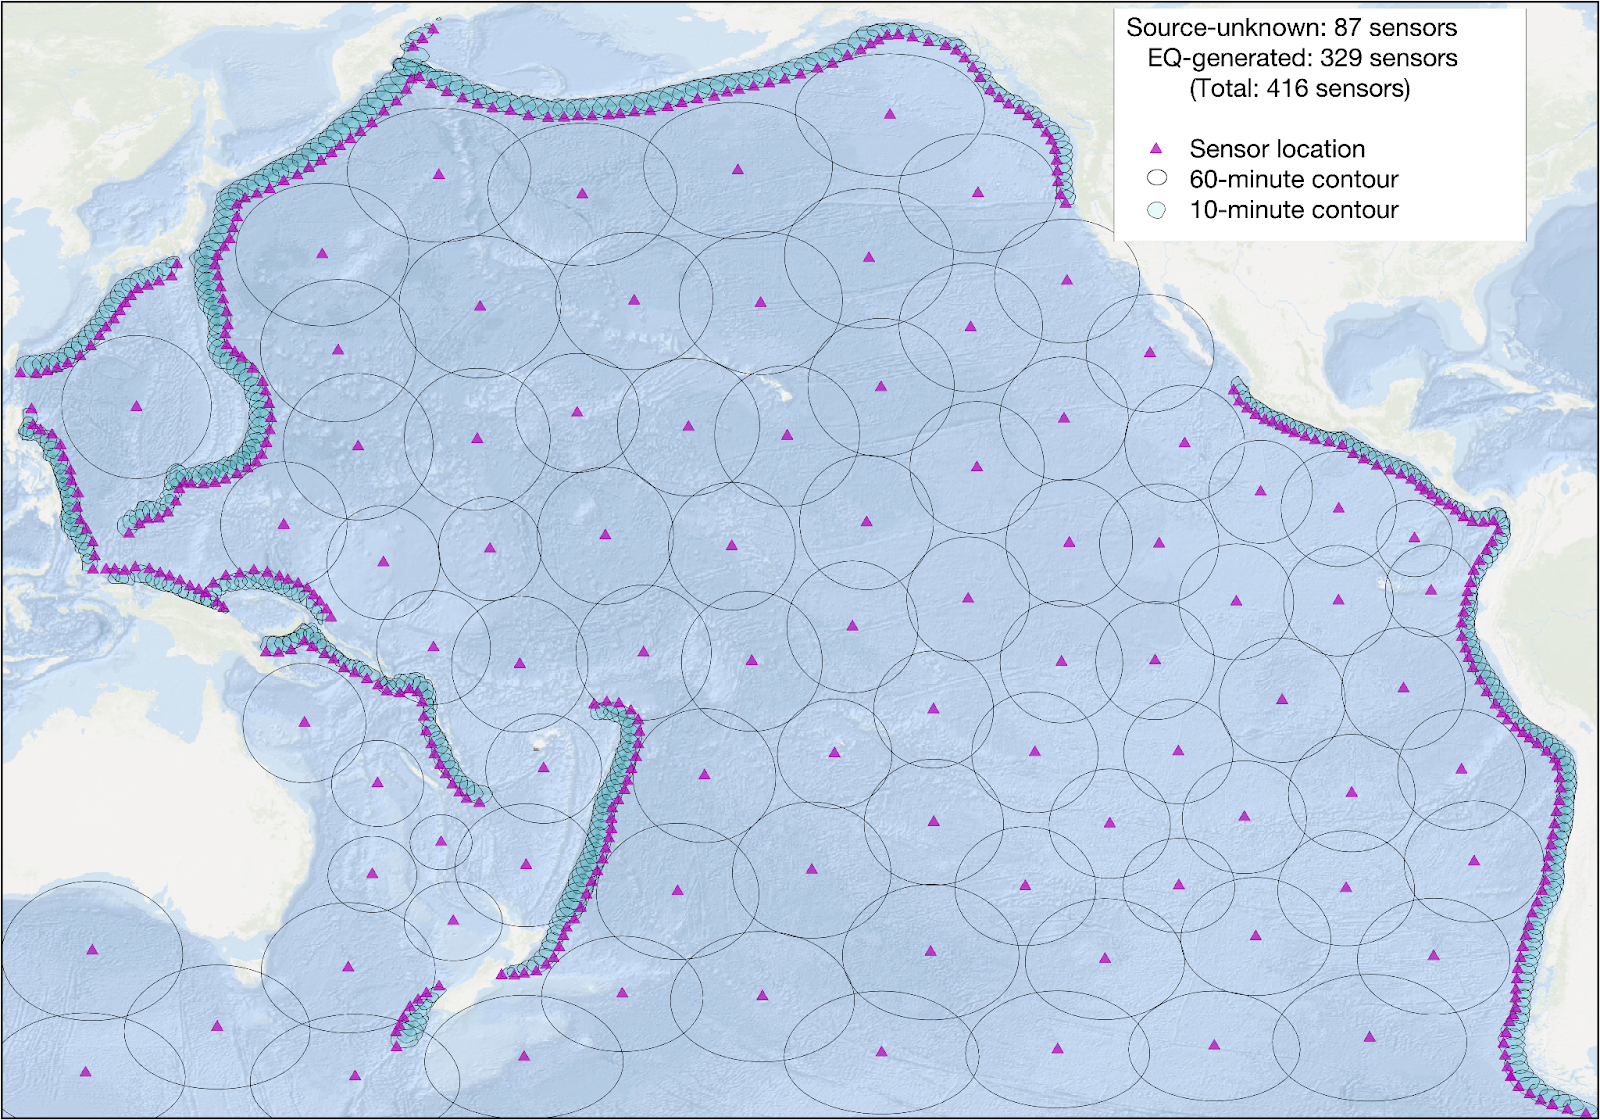 Source-unknown: 87 sensors
EQ-generated: 329 sensors
(Total: 416 sensors)
Sensor location
60-minute contour
10-minute contour